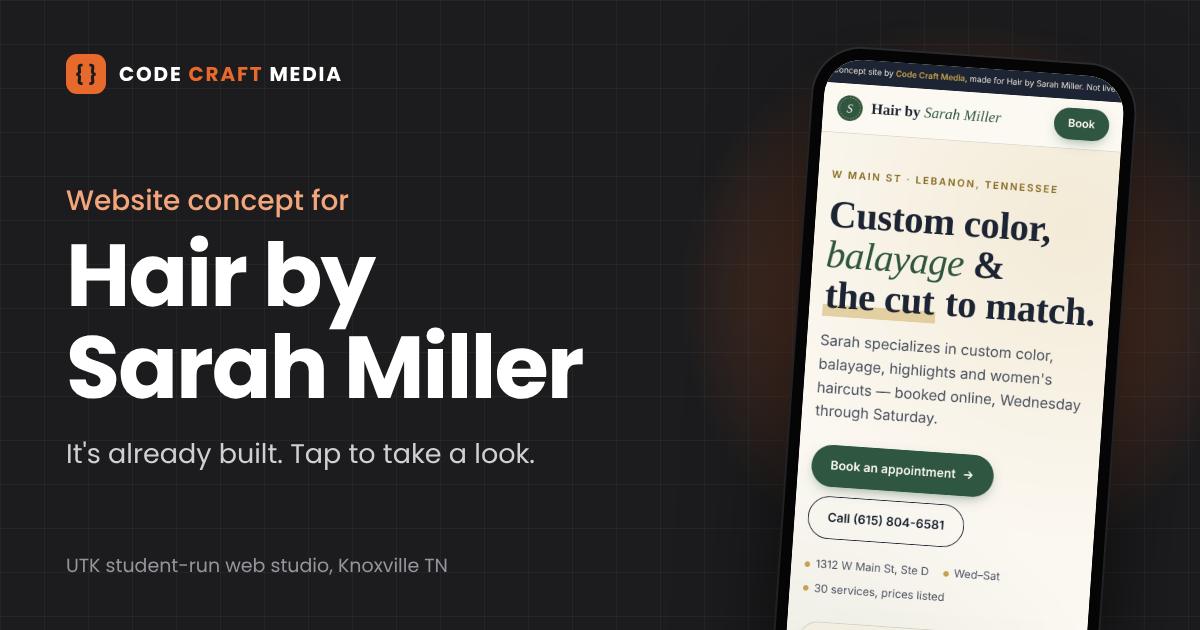 { } CODE CRAFT MEDIA
Website concept for
Hair by
Sarah Miller
It's already built. Tap to take a look.
UTK student-run web studio, Knoxville TN
concept site by Code Craft Media, made for Hair by Sarah Miller. Not live
S Hair by Sarah Miller
Book
W MAIN ST · LEBANON, TENNESSEE
Custom color,
balayage &
the cut to match.
Sarah specializes in custom color,
balayage, highlights and women's
haircuts — booked online, Wednesday
through Saturday.
Book an appointment →
Call (615) 804-6581
1312 W Main St, Ste D • Wed–Sat
30 services, prices listed